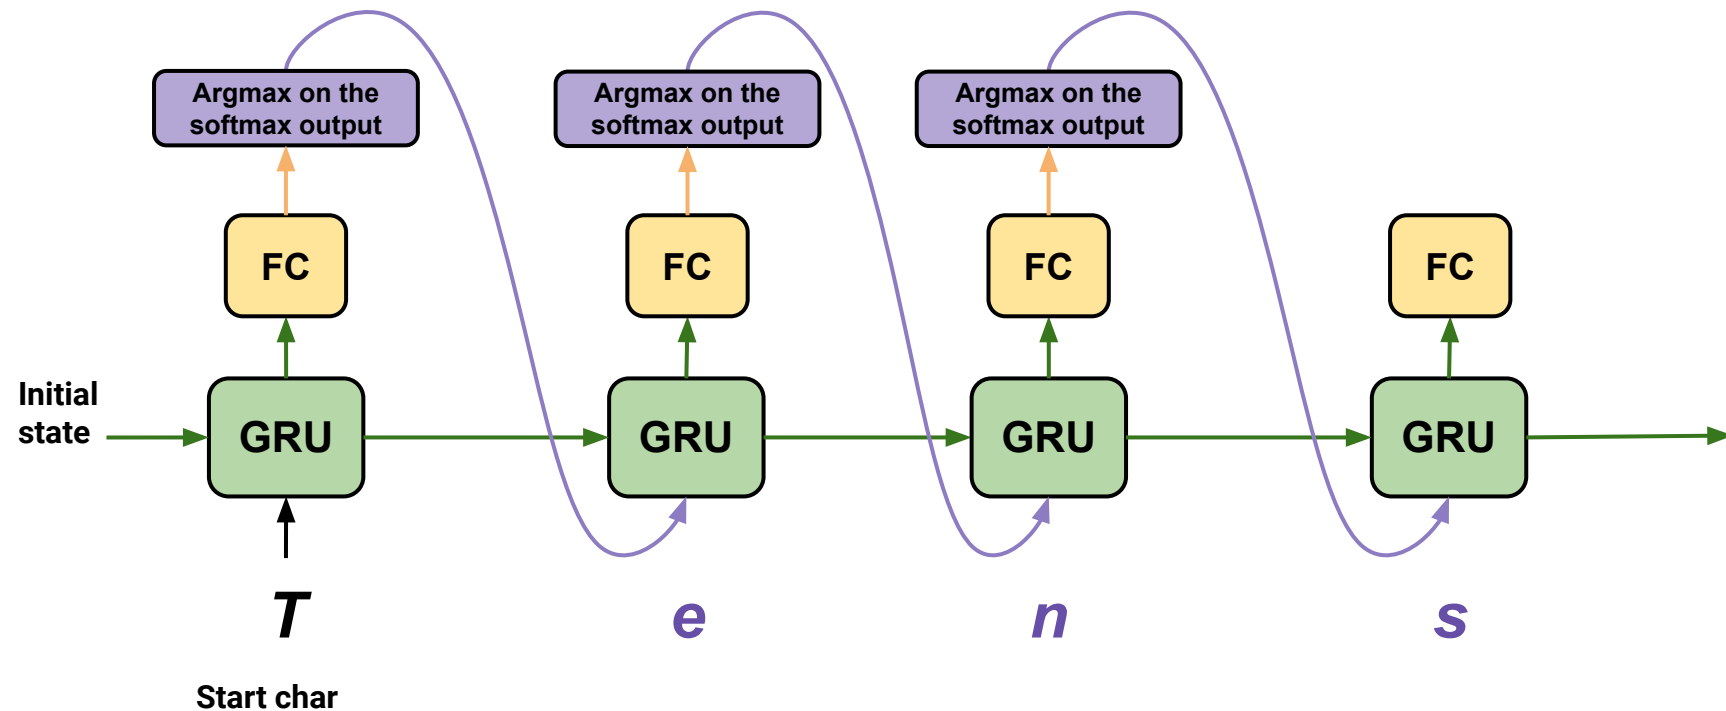 Argmax on the
softmax output
Argmax on the
softmax output
Argmax on the
softmax output
FC
FC
FC
FC
Initial
state
GRU
GRU
GRU
GRU
T
e
n
s
Start char